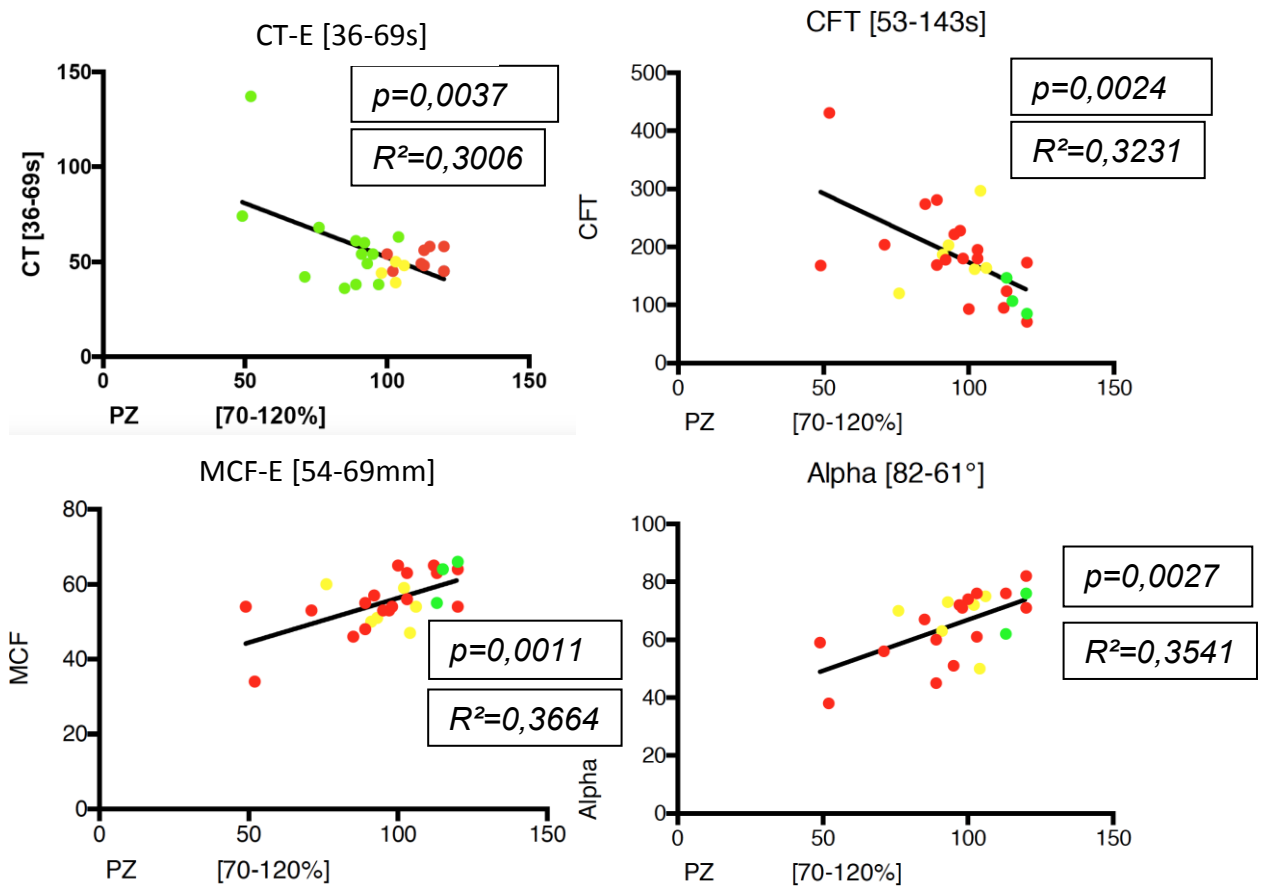 CT-E [36-69s]
p=0,0037
R²=0,3006
CT [36-69s]
150
100
50
0
0
50
100
150
PZ [70-120%]
CFT [53-143s]
p=0,0024
R²=0,3231
CFT
500
400
300
200
100
0
0
50
100
150
PZ [70-120%]
MCF-E [54-69mm]
p=0,0011
R²=0,3664
MCF
80
60
40
20
0
0
50
100
150
PZ [70-120%]
Alpha [82-61°]
p=0,0027
R²=0,3541
Alpha
100
80
60
40
20
0
0
50
100
150
PZ [70-120%]